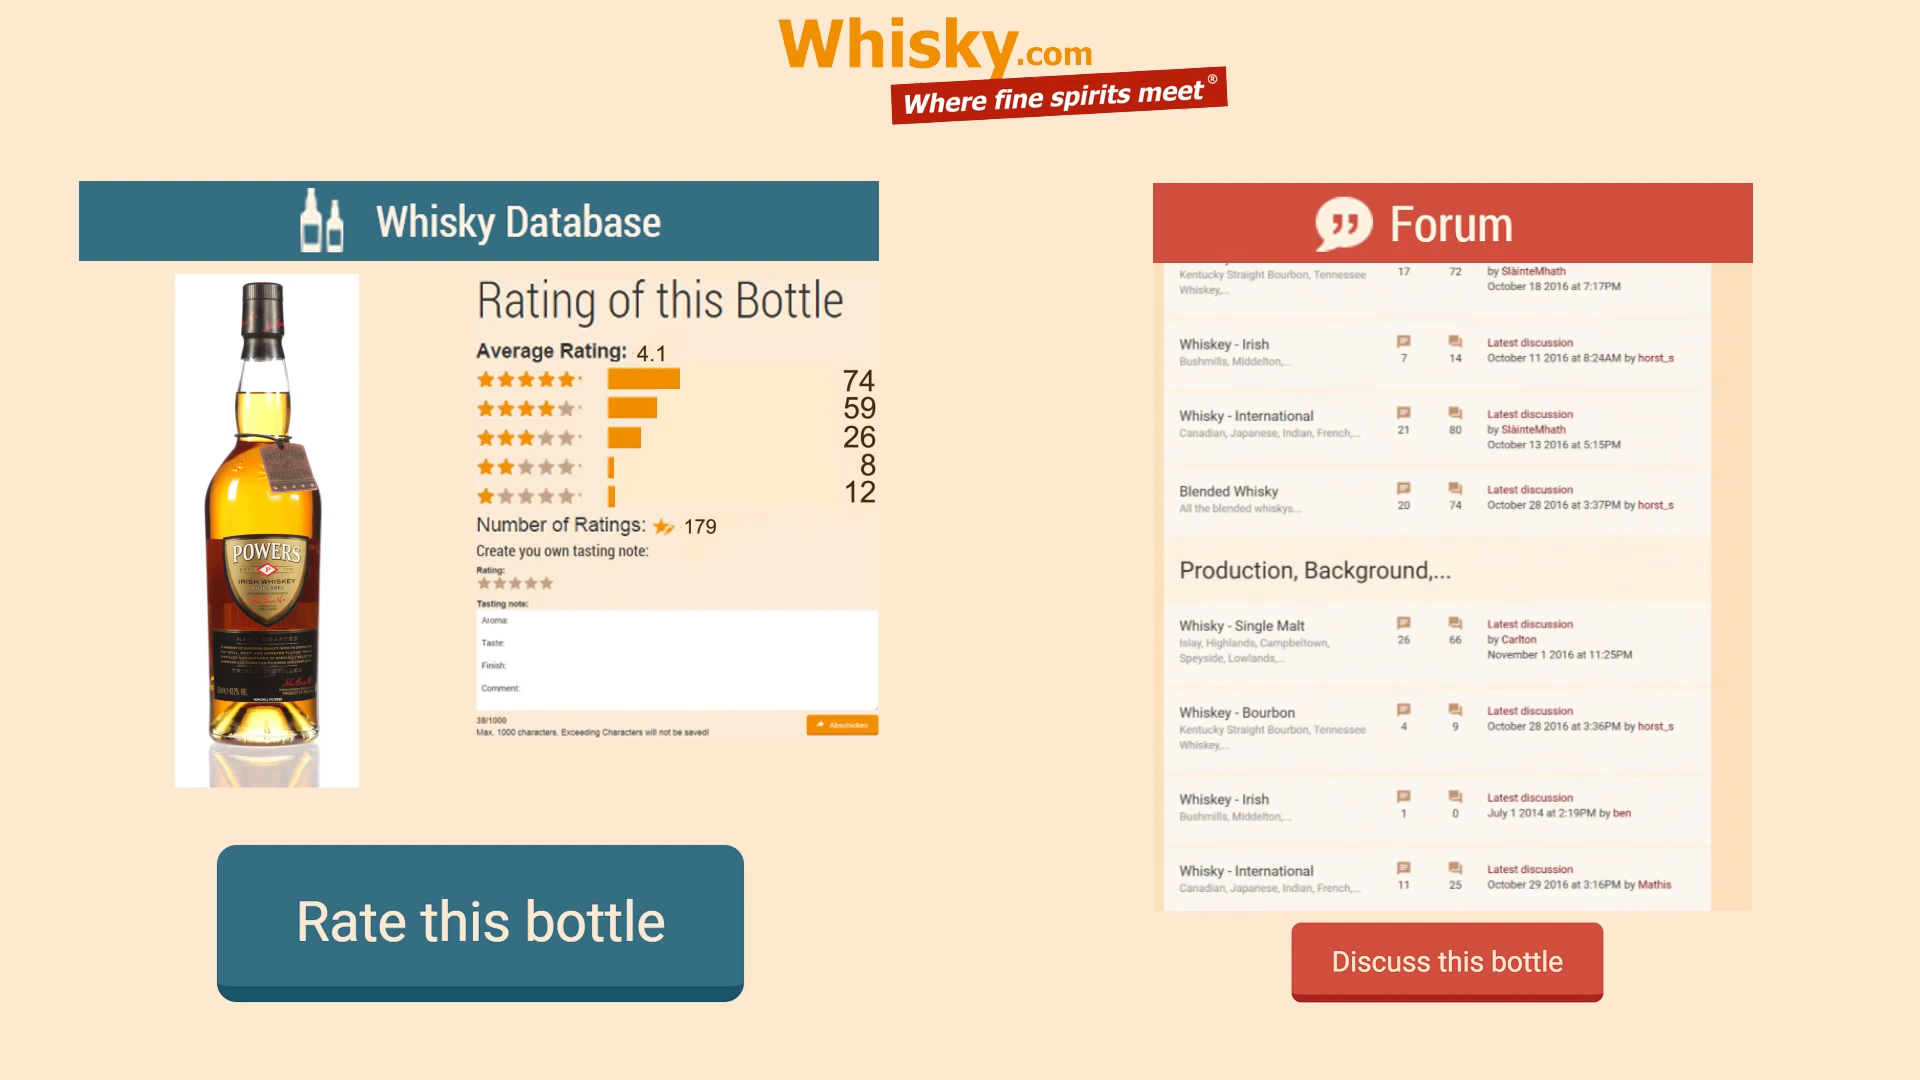 Whisky.com
Where fine spirits meet ®
Whisky Database
POWERS
IRISH WHISKEY
TRIPLE DISTILLED
Rating of this Bottle
Average Rating: 4.1
74
59
26
8
12
Number of Ratings: 179
Create you own tasting note:
Rating:
Tasting note:
Aroma:
Taste:
Finish:
Comment:
38/1000
Max. 1000 characters. Exceeding Characters will not be saved!
Abschicken
Rate this bottle
Forum
Kentucky Straight Bourbon, Tennessee
Whiskey,...
17 72
by SláinteMhath
October 18 2016 at 7:17PM
Whiskey - Irish
Bushmills, Middelton,...
7 14
Latest discussion
October 11 2016 at 8:24AM by horst_s
Whisky - International
Canadian, Japanese, Indian, French,...
21 80
Latest discussion
by SláinteMhath
October 13 2016 at 5:15PM
Blended Whisky
All the blended whiskys...
20 74
Latest discussion
October 28 2016 at 3:37PM by horst_s
Production, Background,...
Whisky - Single Malt
Islay, Highlands, Campbeltown,
Speyside, Lowlands,...
26 66
Latest discussion
by Carlton
November 1 2016 at 11:25PM
Whiskey - Bourbon
Kentucky Straight Bourbon, Tennessee
Whiskey,...
4 9
Latest discussion
October 28 2016 at 3:36PM by horst_s
Whiskey - Irish
Bushmills, Middelton,...
1 0
Latest discussion
July 1 2014 at 2:19PM by ben
Whisky - International
Canadian, Japanese, Indian, French,...
11 25
Latest discussion
October 29 2016 at 3:16PM by Mathis
Discuss this bottle